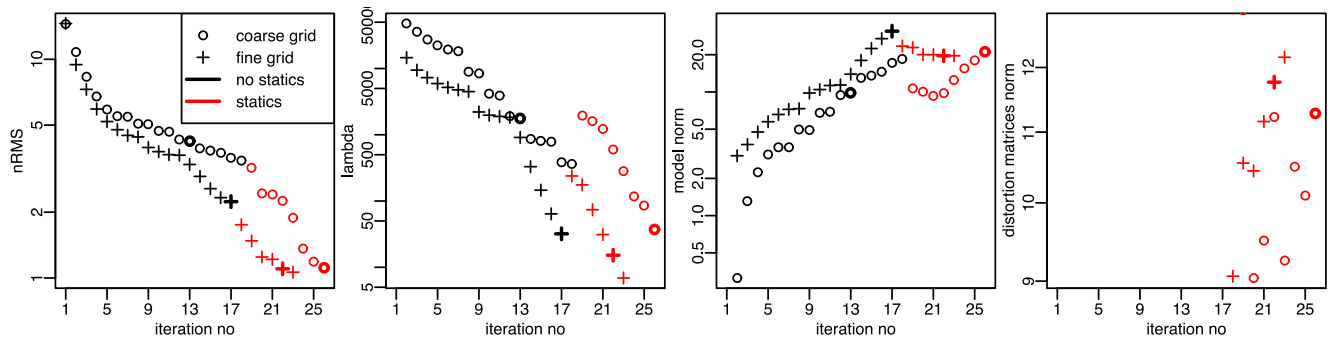 coarse grid
fine grid
no statics
statics
nRMS
10
5
2
1
1 5 9 13 17 21 25
iteration no
lambda
5000
500
50
5
1 5 9 13 17 21 25
iteration no
model norm
20.0
5.0
2.0
1.0
0.5
1 5 9 13 17 21 25
iteration no
distortion matrices norm
12
11
10
9
1 5 9 13 17 21 25
iteration no